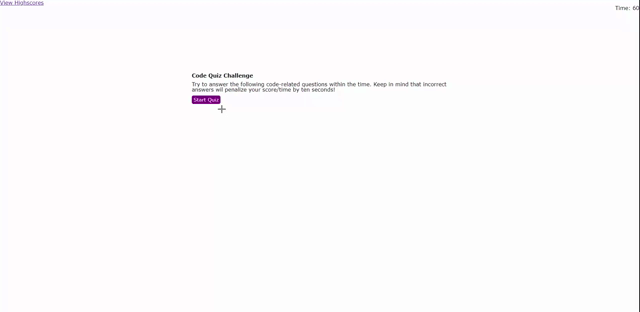 View Highscores
Time: 60
Code Quiz Challenge
Try to answer the following code-related questions within the time. Keep in mind that incorrect
answers wil penalize your score/time by ten seconds!
Start Quiz